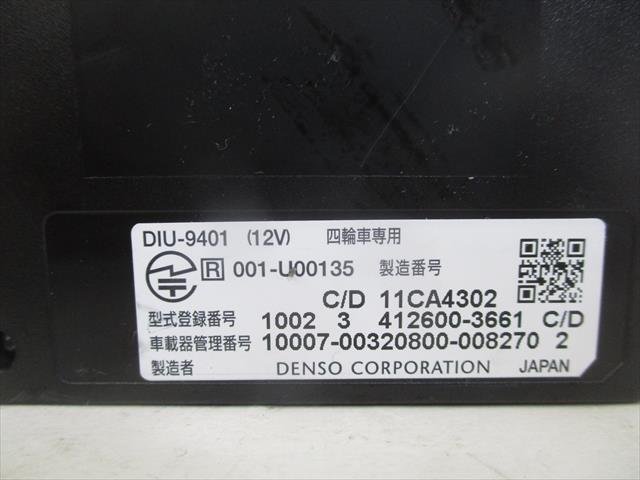 DIU-9401 (12V) 四輪車専用
R 001-U00135 製造番号
C/D 11CA4302
型式登録番号 1002 3 412600-3661 C/D
車載器管理番号 10007-00320800-008270 2
製造者 DENSO CORPORATION JAPAN